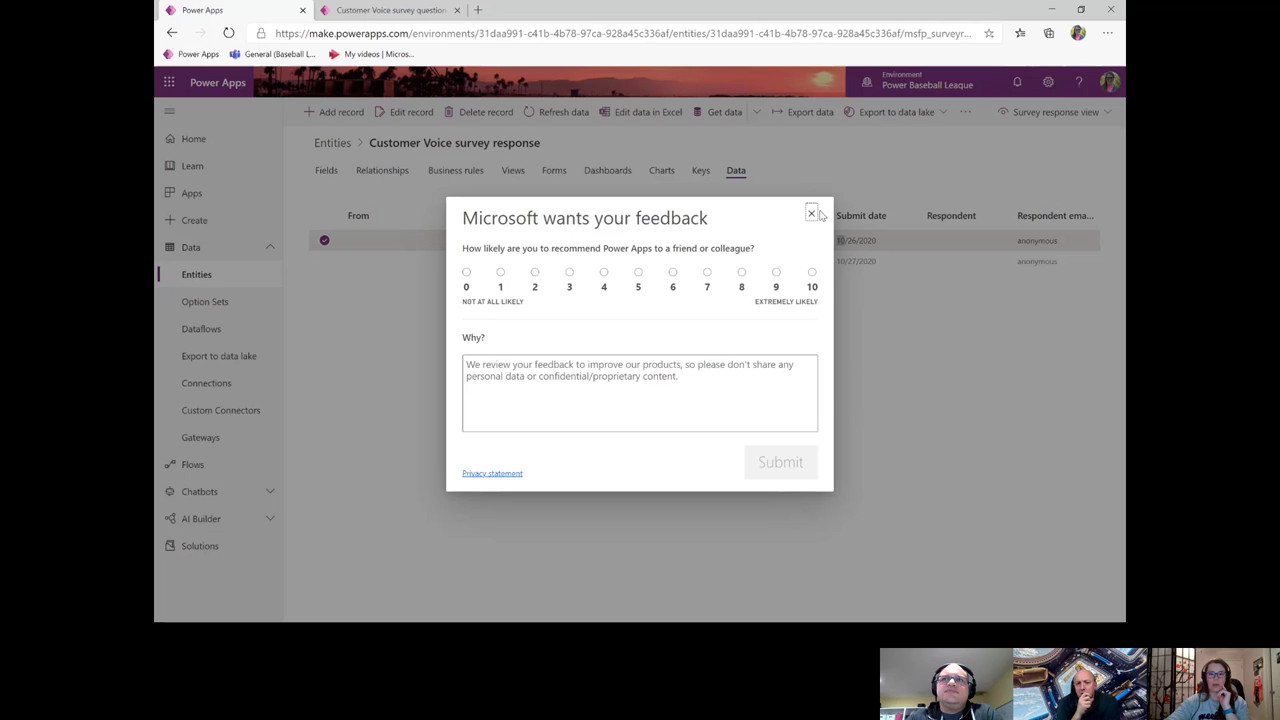 Power Apps
Customer Voice survey question
https://make.powerapps.com/environments/31daa991-c41b-4b78-97ca-928a45c336af/entities/31daa991-c41b-4b78-97ca-928a45c336af/msfp_surveyr...
Power Apps
General (Baseball L...
My videos | Micros...
Power Apps
Environment
Power Baseball League
Add record
Edit record
Delete record
Refresh data
Edit data in Excel
Get data
Export data
Export to data lake
Survey response view
Home
Learn
Apps
Create
Data
Entities
Option Sets
Dataflows
Export to data lake
Connections
Custom Connectors
Gateways
Flows
Chatbots
AI Builder
Solutions
Entities > Customer Voice survey response
Fields
Relationships
Business rules
Views
Forms
Dashboards
Charts
Keys
Data
From
Submit date
Respondent
Respondent ema...
10/26/2020
anonymous
10/27/2020
anonymous
Microsoft wants your feedback
How likely are you to recommend Power Apps to a friend or colleague?
0 1 2 3 4 5 6 7 8 9 10
NOT AT ALL LIKELY
EXTREMELY LIKELY
Why?
We review your feedback to improve our products, so please don't share any
personal data or confidential/proprietary content.
Submit
Privacy statement